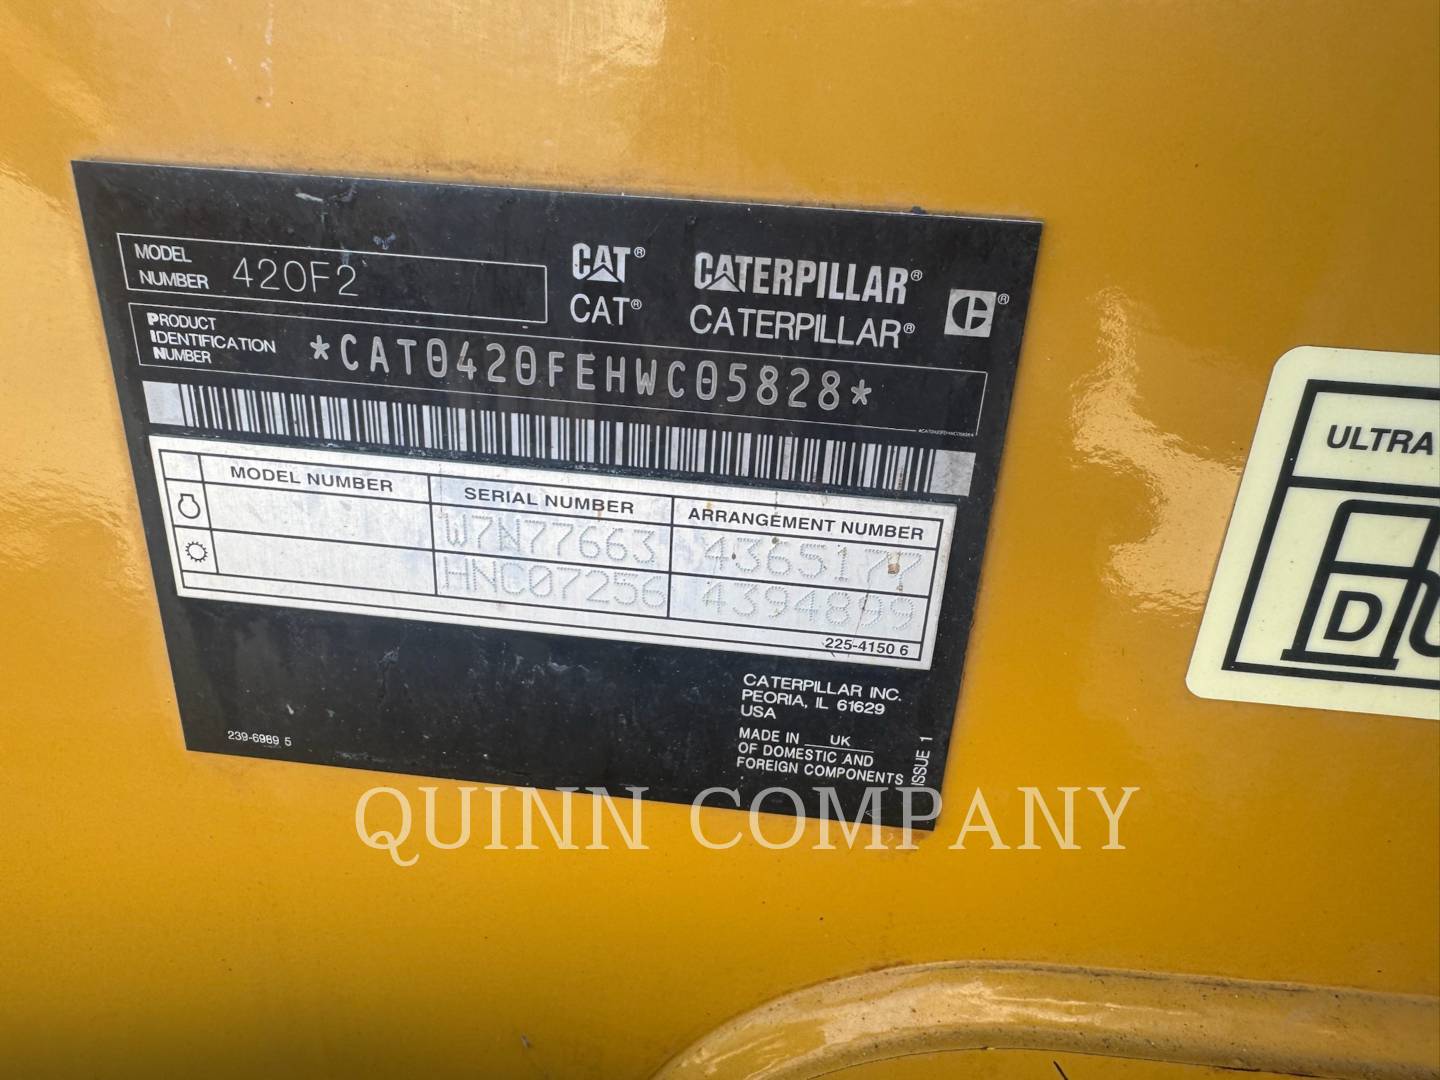 MODEL
NUMBER 420F2
CAT® CATERPILLAR®
CAT® CATERPILLAR®
PRODUCT
IDENTIFICATION
NUMBER
*CAT0420FEHWC05828*
MODEL NUMBER SERIAL NUMBER ARRANGEMENT NUMBER
W7N77663 4365177
HNC07256 4394899
225-4150 6
CATERPILLAR INC.
PEORIA, IL 61629
USA
MADE IN UK
OF DOMESTIC AND
FOREIGN COMPONENTS
ISSUE 1
239-6989 5
ULTRA
D
QUINN COMPANY